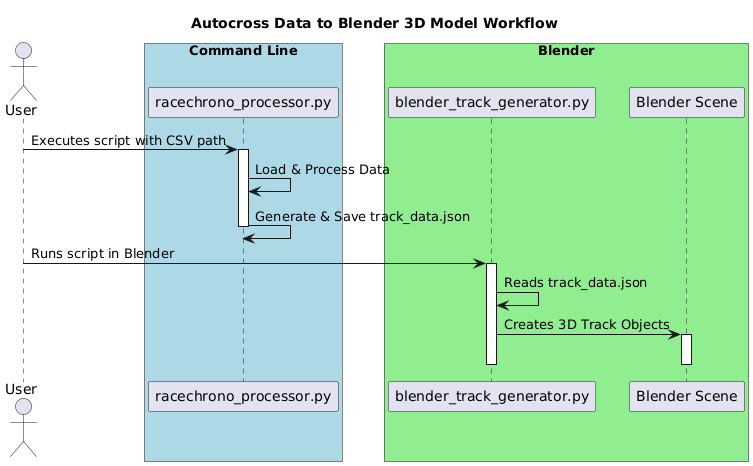 Autocross Data to Blender 3D Model Workflow
Command Line
Blender
User
racechrono_processor.py
blender_track_generator.py
Blender Scene
Executes script with CSV path
Load & Process Data
Generate & Save track_data.json
Runs script in Blender
Reads track_data.json
Creates 3D Track Objects
User
racechrono_processor.py
blender_track_generator.py
Blender Scene